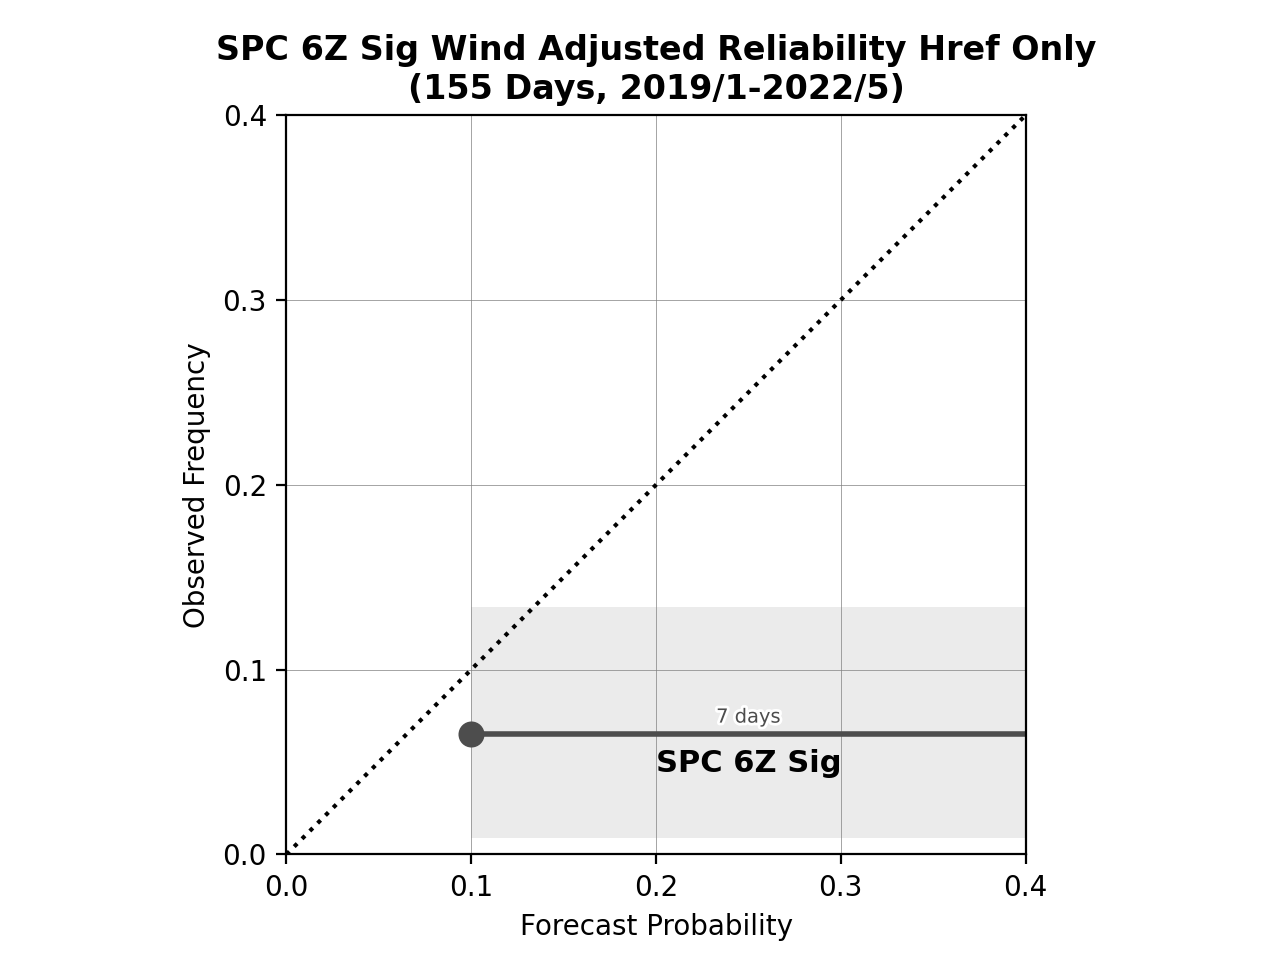 SPC 6Z Sig Wind Adjusted Reliability Href Only
(155 Days, 2019/1-2022/5)
0.4
0.3
0.2
0.1
0.0
Observed Frequency
7 days
SPC 6Z Sig
0.0 0.1 0.2 0.3 0.4
Forecast Probability